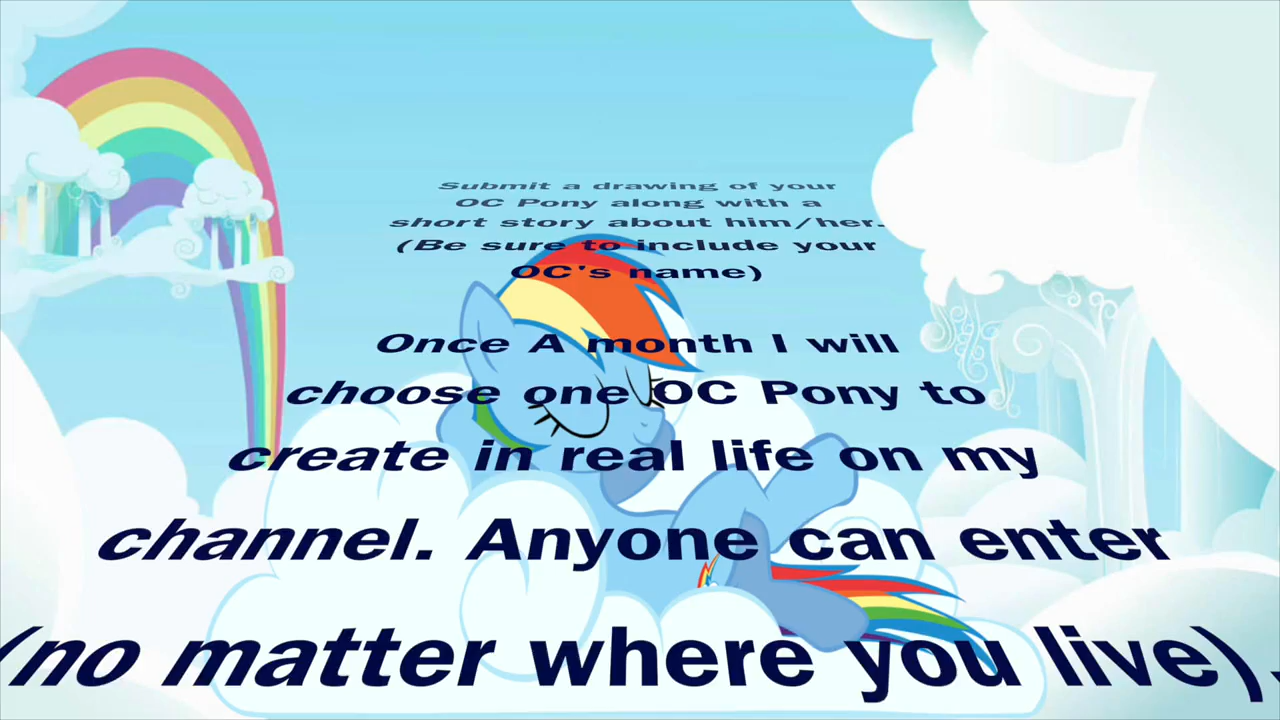 Submit a drawing of your
OC Pony along with a
short story about him/her.
(Be sure to include your
OC's name)
Once A month I will
choose one OC Pony to
create in real life on my
channel. Anyone can enter
(no matter where you live).